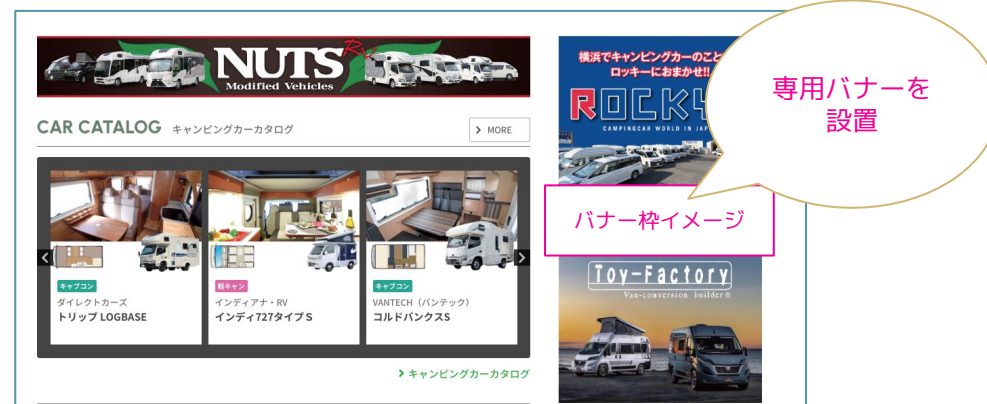 NUTS RV
Modified Vehicles
CAR CATALOG キャンピングカーカタログ
MORE
キャブコン
ダイレクトカーズ
トリップ LOGBASE
軽キャン
インディアナ・RV
インディ727タイプS
キャブコン
VANTECH（バンテック）
コルドバンクスS
キャンピングカーカタログ
横浜でキャンピングカーのこと
ロッキーにおまかせ!!
ROCKY
CAMPINGCAR WORLD IN JAP
専用バナーを
設置
バナー枠イメージ
Toy-Factory
Van-conversion builder®